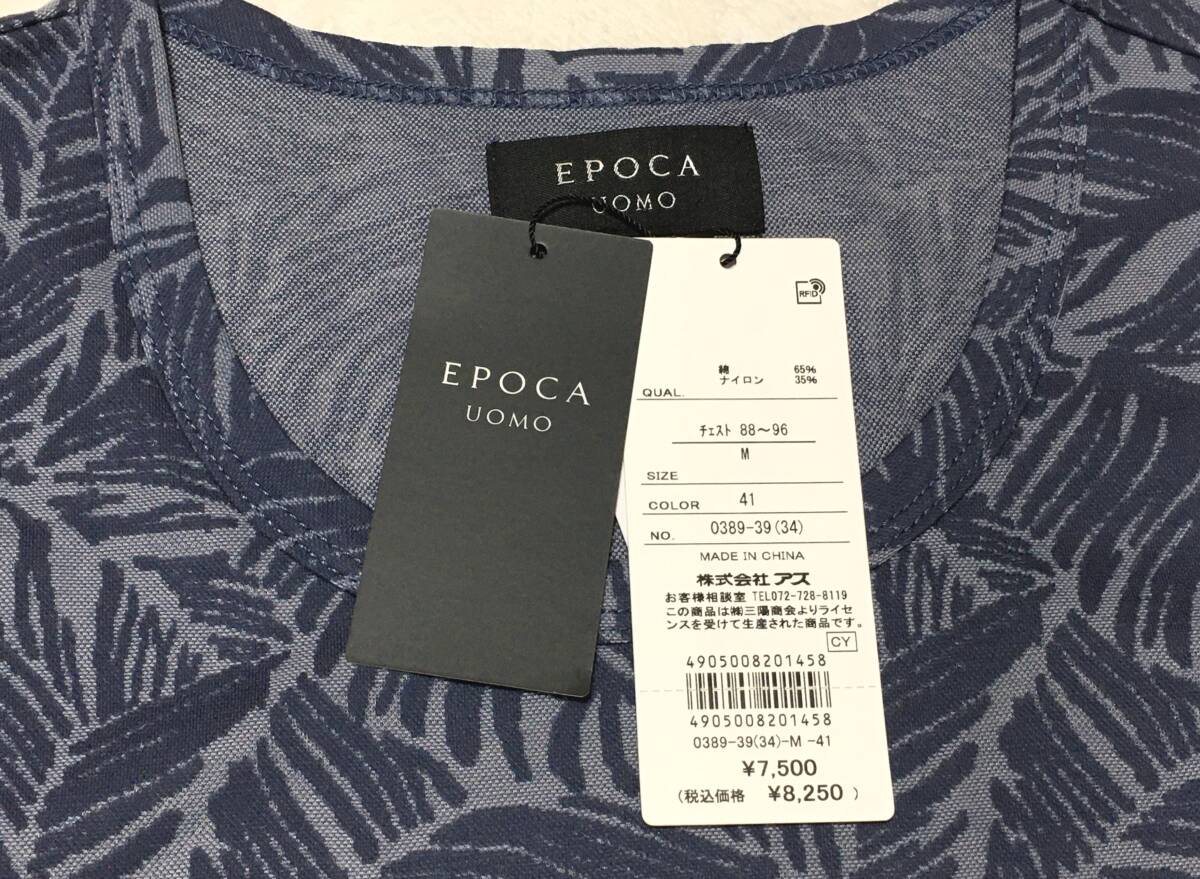 EPOCA
UOMO
EPOCA
UOMO
RFID
綿 65%
ナイロン 35%
QUAL.
チェスト 88～96
M
SIZE
COLOR 41
NO. 0389-39(34)
MADE IN CHINA
株式会社 アズ
お客様相談室 TEL072-728-8119
この商品は㈱三陽商会よりライセ
ンスを受けて生産された商品です。
CY
4905008201458
4905008201458
0389-39(34)-M -41
¥7,500
(税込価格 ¥8,250 )